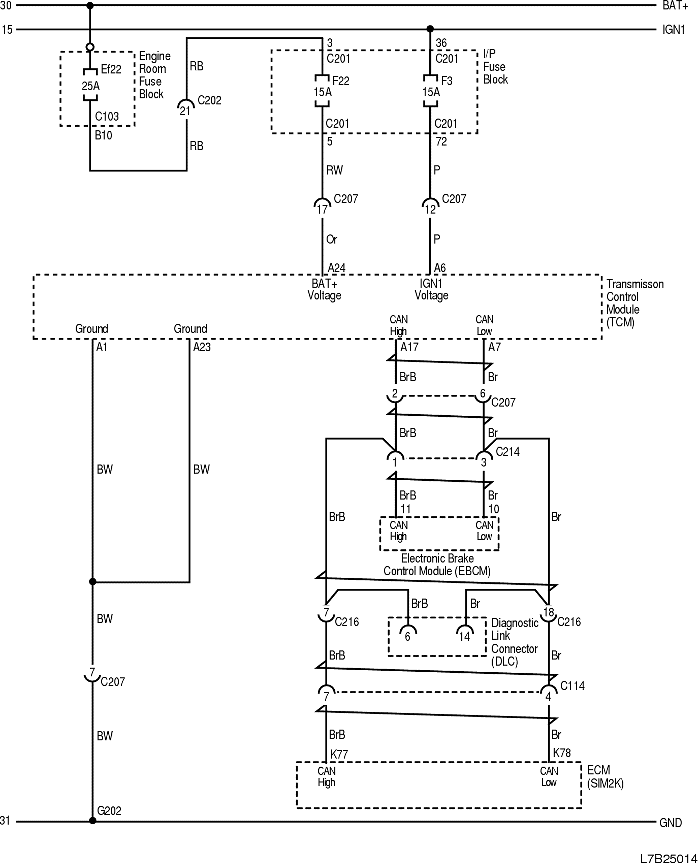 30
BAT+
15
IGN1
Engine
Room
Fuse
Block
Ef22
25A
C103
B10
RB
C202
21
RB
3
C201
F22
15A
C201
5
36
C201
F3
15A
C201
72
I/P
Fuse
Block
RW
P
C207
17
C207
12
Or
P
A24
A6
BAT+
Voltage
IGN1
Voltage
Transmisson
Control
Module
(TCM)
Ground
Ground
CAN
High
CAN
Low
A1
A23
A17
A7
BrB
Br
2
6
C207
BrB
Br
C214
1
3
BW
BW
BrB
Br
11
10
BrB
Br
CAN
High
CAN
Low
Electronic Brake
Control Module (EBCM)
BrB
Br
7
18
C216
C216
BW
6
14
Diagnostic
Link
Connector
(DLC)
BrB
Br
7
C207
7
4
C114
BW
BrB
Br
K77
K78
CAN
High
CAN
Low
ECM
(SIM2K)
G202
31
GND
L7B25014